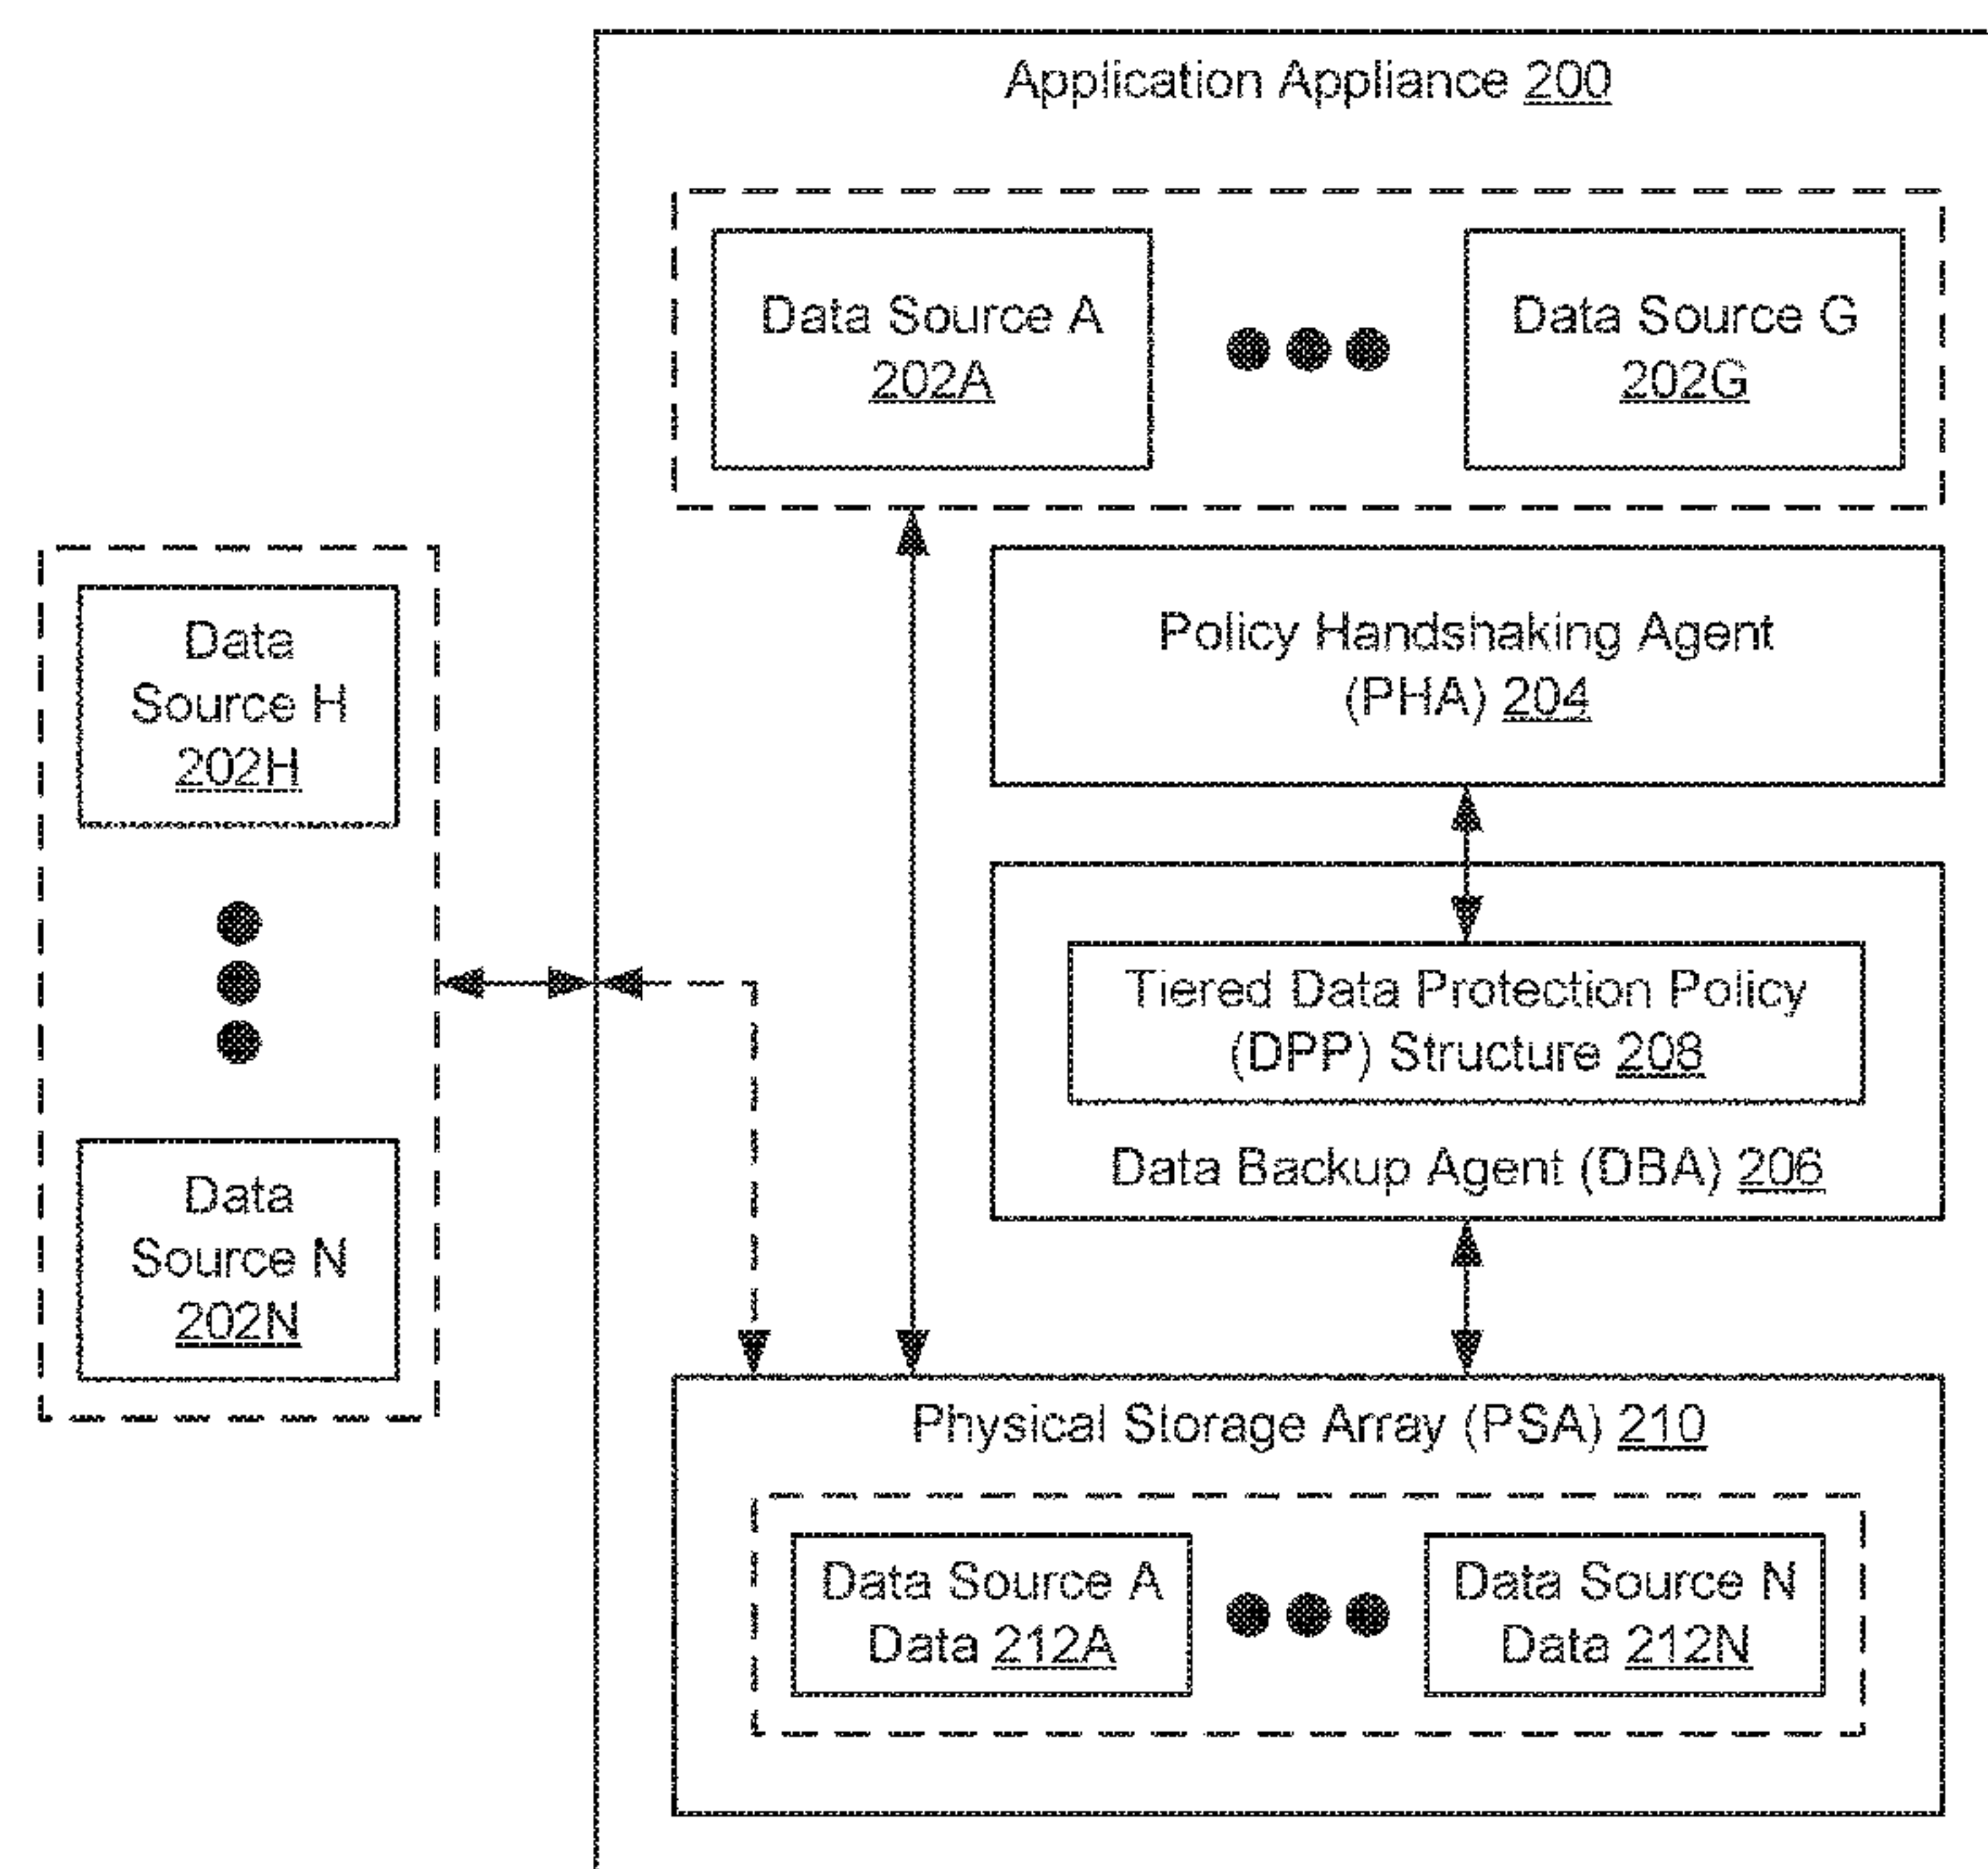 Application Appliance 200
Data Source A
202A
Data Source G
202G
Policy Handshaking Agent
(PHA) 204
Data
Source H
202H
Tiered Data Protection Policy
(DPP) Structure 208
Data Backup Agent (DBA) 206
Data
Source N
202N
Physical Storage Array (PSA) 210
Data Source A
Data 212A
Data Source N
Data 212N